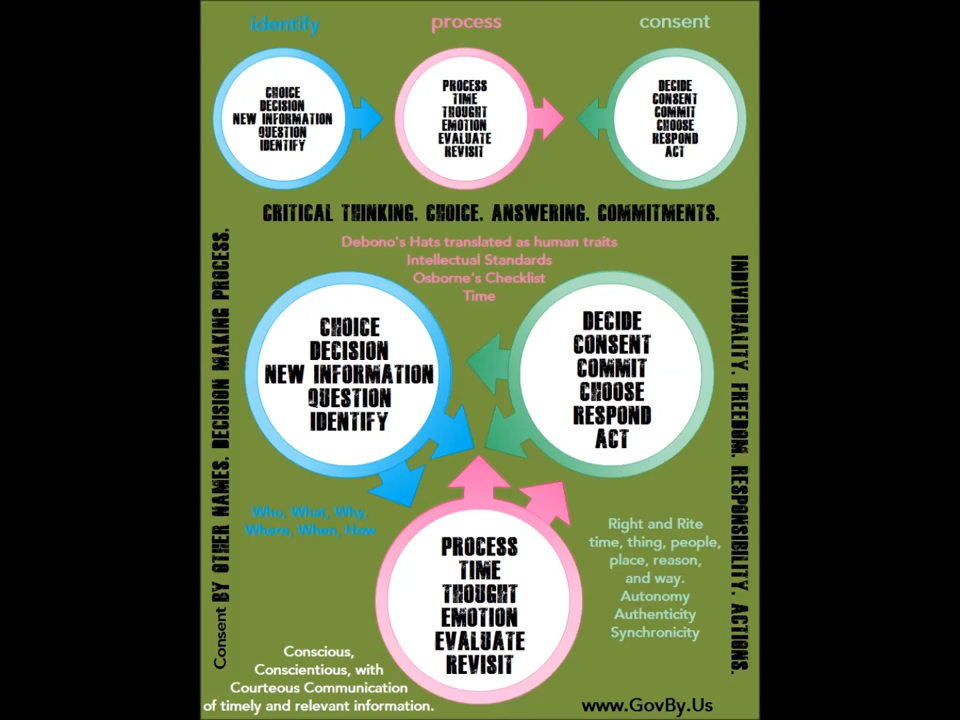 identify
process
consent
CHOICE
DECISION
NEW INFORMATION
QUESTION
IDENTIFY
PROCESS
TIME
THOUGHT
EMOTION
EVALUATE
REVISIT
DECIDE
CONSENT
COMMIT
CHOOSE
RESPOND
ACT
CRITICAL THINKING. CHOICE. ANSWERING. COMMITMENTS.
Debono's Hats translated as human traits
Intellectual Standards
Osborne's Checklist
Time
Consent BY OTHER NAMES. DECISION MAKING PROCESS.
INDIVIDUALITY. FREEDOM. RESPONSIBILITY. ACTIONS.
CHOICE
DECISION
NEW INFORMATION
QUESTION
IDENTIFY
DECIDE
CONSENT
COMMIT
CHOOSE
RESPOND
ACT
Who, What, Why,
Where, When, How
PROCESS
TIME
THOUGHT
EMOTION
EVALUATE
REVISIT
Right and Rite
time, thing, people,
place, reason,
and way.
Autonomy
Authenticity
Synchronicity
Conscious,
Conscientious, with
Courteous Communication
of timely and relevant information.
www.GovBy.Us